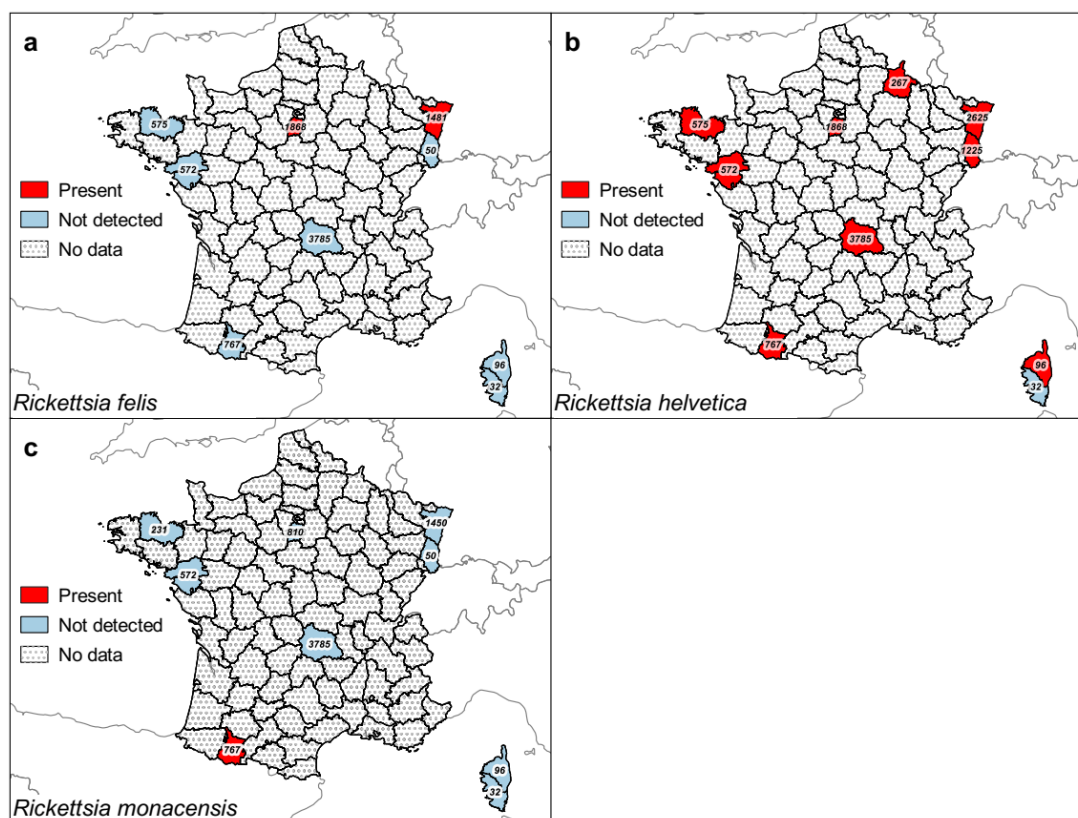 a
575
1868
1481
50
572
Present
Not detected
No data
3785
767
96
32
Rickettsia felis
b
267
575
1868
2625
1225
572
Present
Not detected
No data
3785
767
96
32
Rickettsia helvetica
c
231
810
1450
50
572
Present
Not detected
No data
3785
767
96
32
Rickettsia monacensis